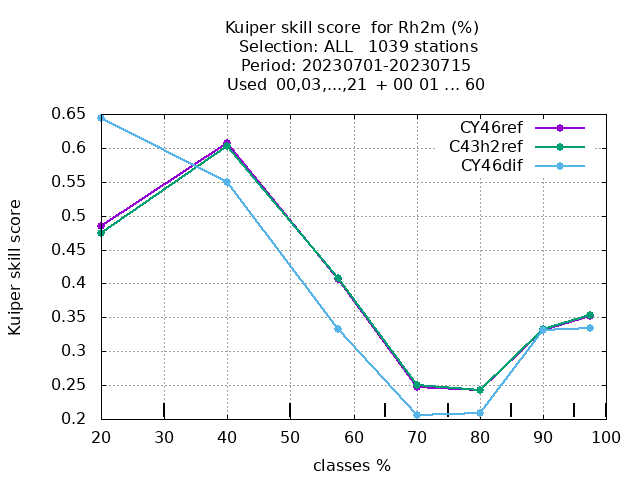 Kuiper skill score  for Rh2m (%)
Selection: ALL   1039 stations
Period: 20230701-20230715
Used  00,03,...,21  + 00 01 ... 60
CY46ref
C43h2ref
CY46dif
0.65
0.6
0.55
0.5
0.45
0.4
0.35
0.3
0.25
0.2
Kuiper skill score
20 30 40 50 60 70 80 90 100
classes %